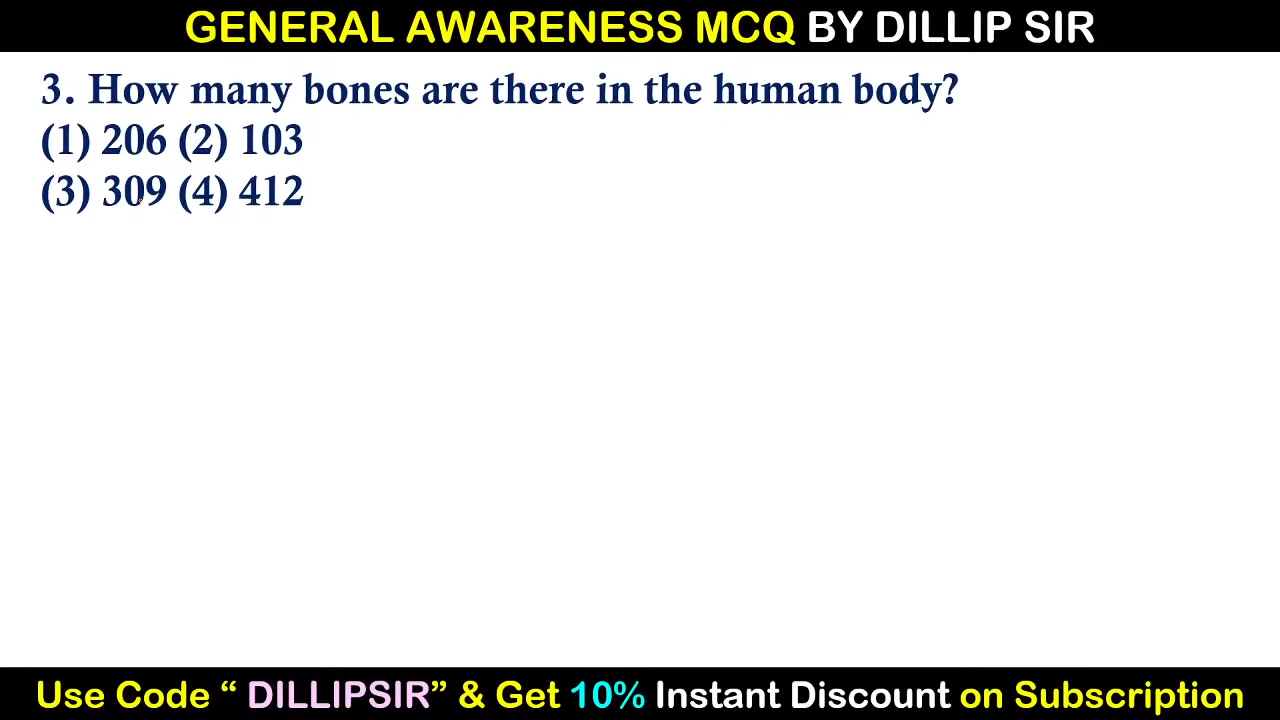 GENERAL AWARENESS MCQ BY DILLIP SIR
3. How many bones are there in the human body?
(1) 206 (2) 103
(3) 309 (4) 412
Use Code “ DILLIPSIR” & Get 10% Instant Discount on Subscription